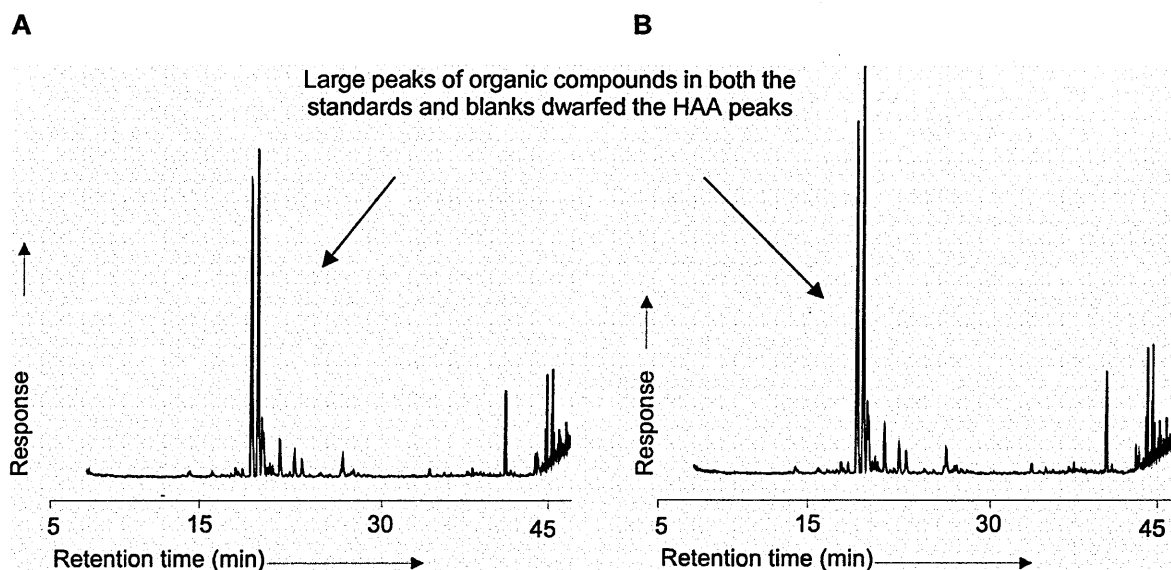 A
B
Large peaks of organic compounds in both the
standards and blanks dwarfed the HAA peaks
Response
5 15 30 45
Retention time (min)
Response
5 15 30 45
Retention time (min)